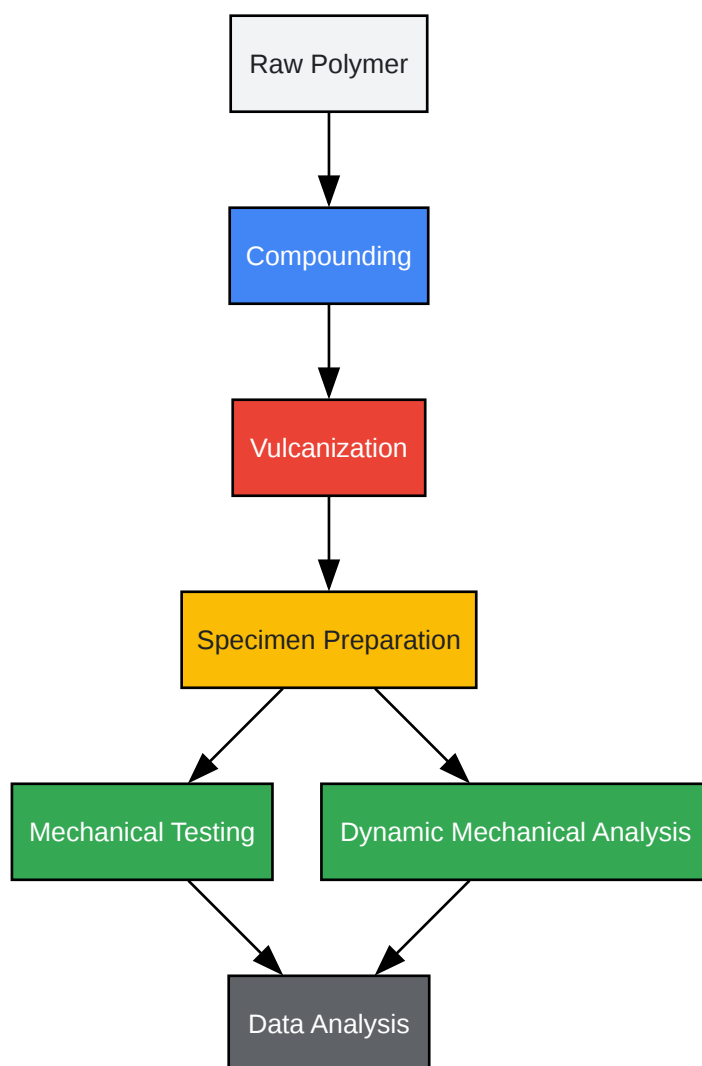 Raw Polymer
Compounding
Vulcanization
Specimen Preparation
Mechanical Testing
Dynamic Mechanical Analysis
Data Analysis